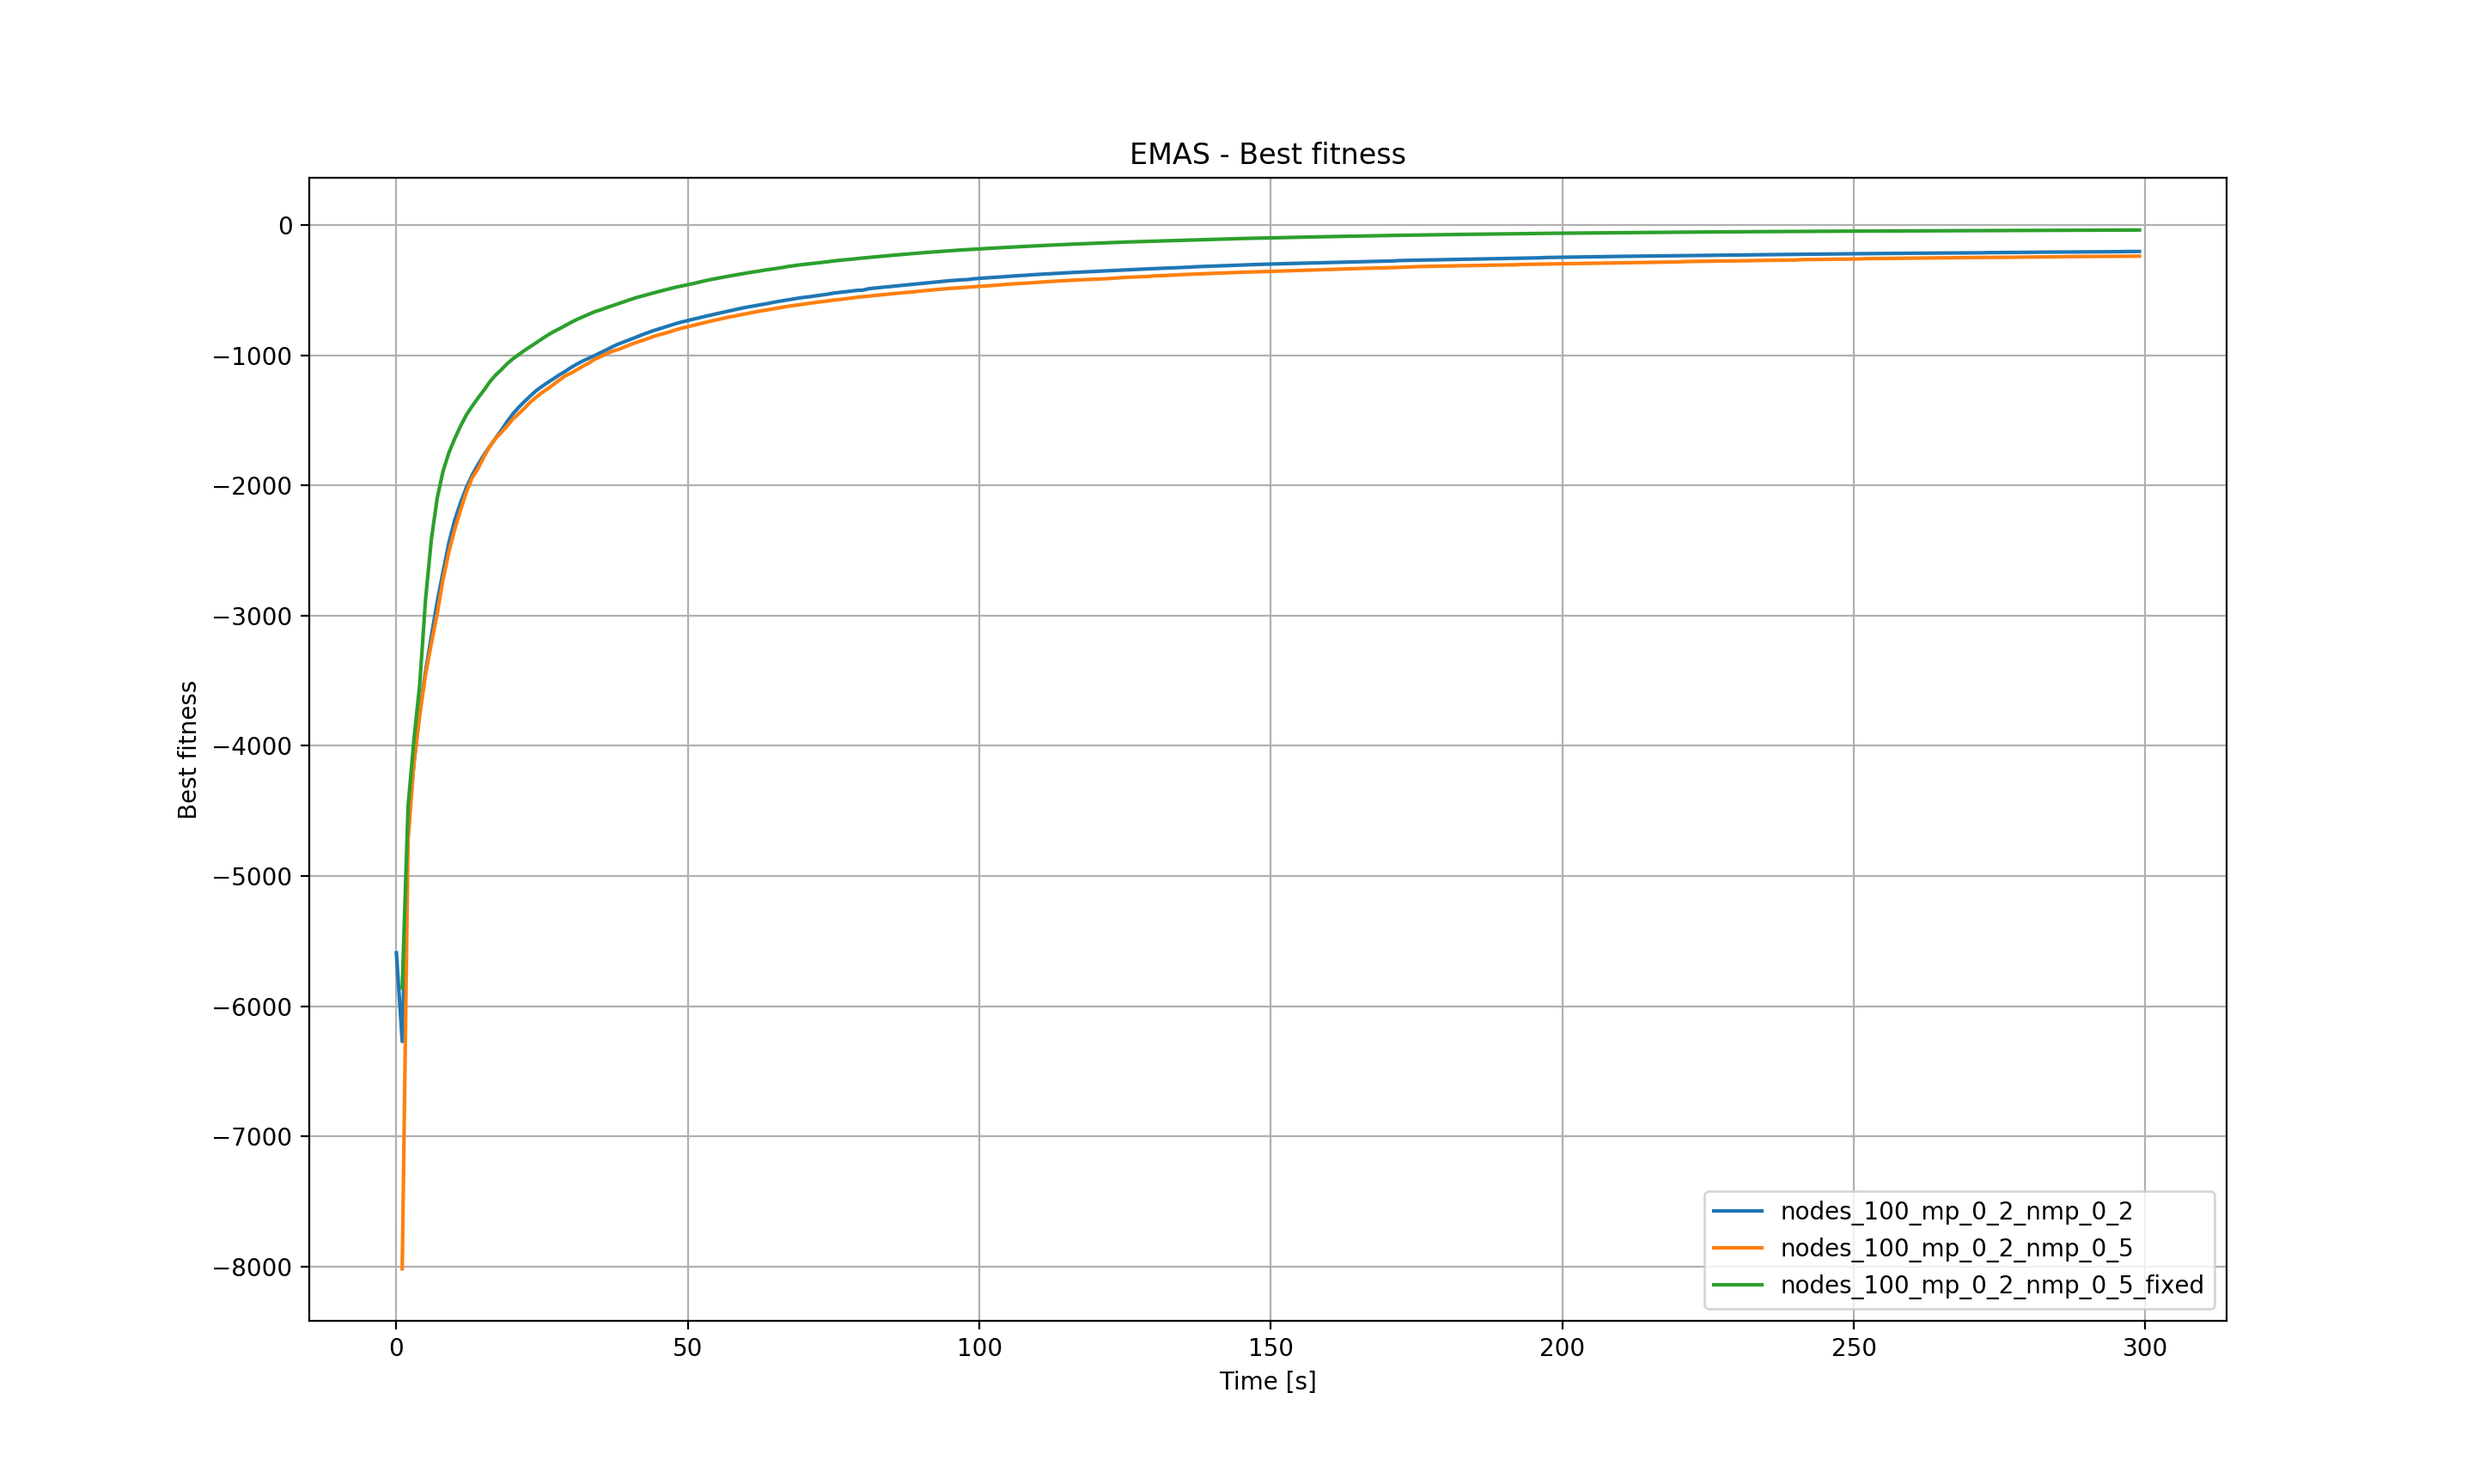 EMAS - Best fitness
0
−1000
−2000
−3000
−4000
−5000
−6000
−7000
−8000
Best fitness
0 50 100 150 200 250 300
Time [s]
nodes_100_mp_0_2_nmp_0_2
nodes_100_mp_0_2_nmp_0_5
nodes_100_mp_0_2_nmp_0_5_fixed